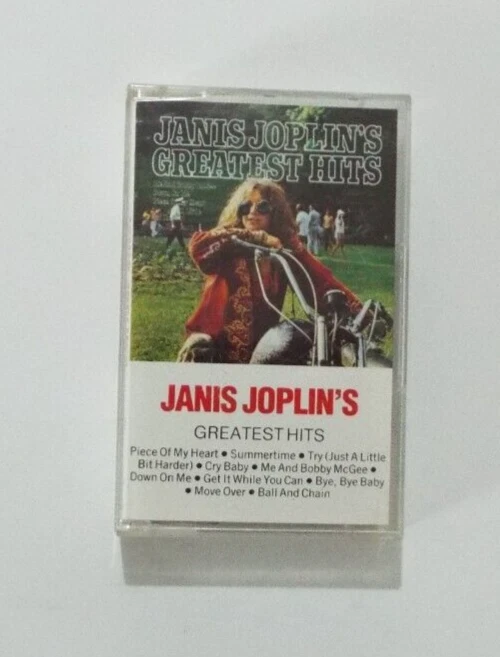 JANIS JOPLIN'S
GREATEST HITS
JANIS JOPLIN'S
GREATEST HITS
Piece Of My Heart • Summertime • Try (Just A Little
Bit Harder) • Cry Baby • Me And Bobby McGee •
Down On Me • Get It While You Can • Bye, Bye Baby
• Move Over • Ball And Chain